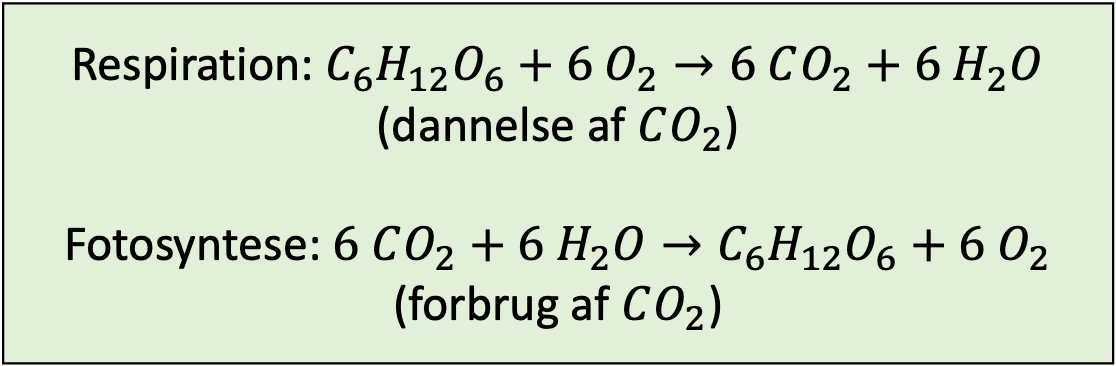 Respiration: C₆H₁₂O₆ + 6 O₂ → 6 CO₂ + 6 H₂O
(dannelse af CO₂)
Fotosyntese: 6 CO₂ + 6 H₂O → C₆H₁₂O₆ + 6 O₂
(forbrug af CO₂)